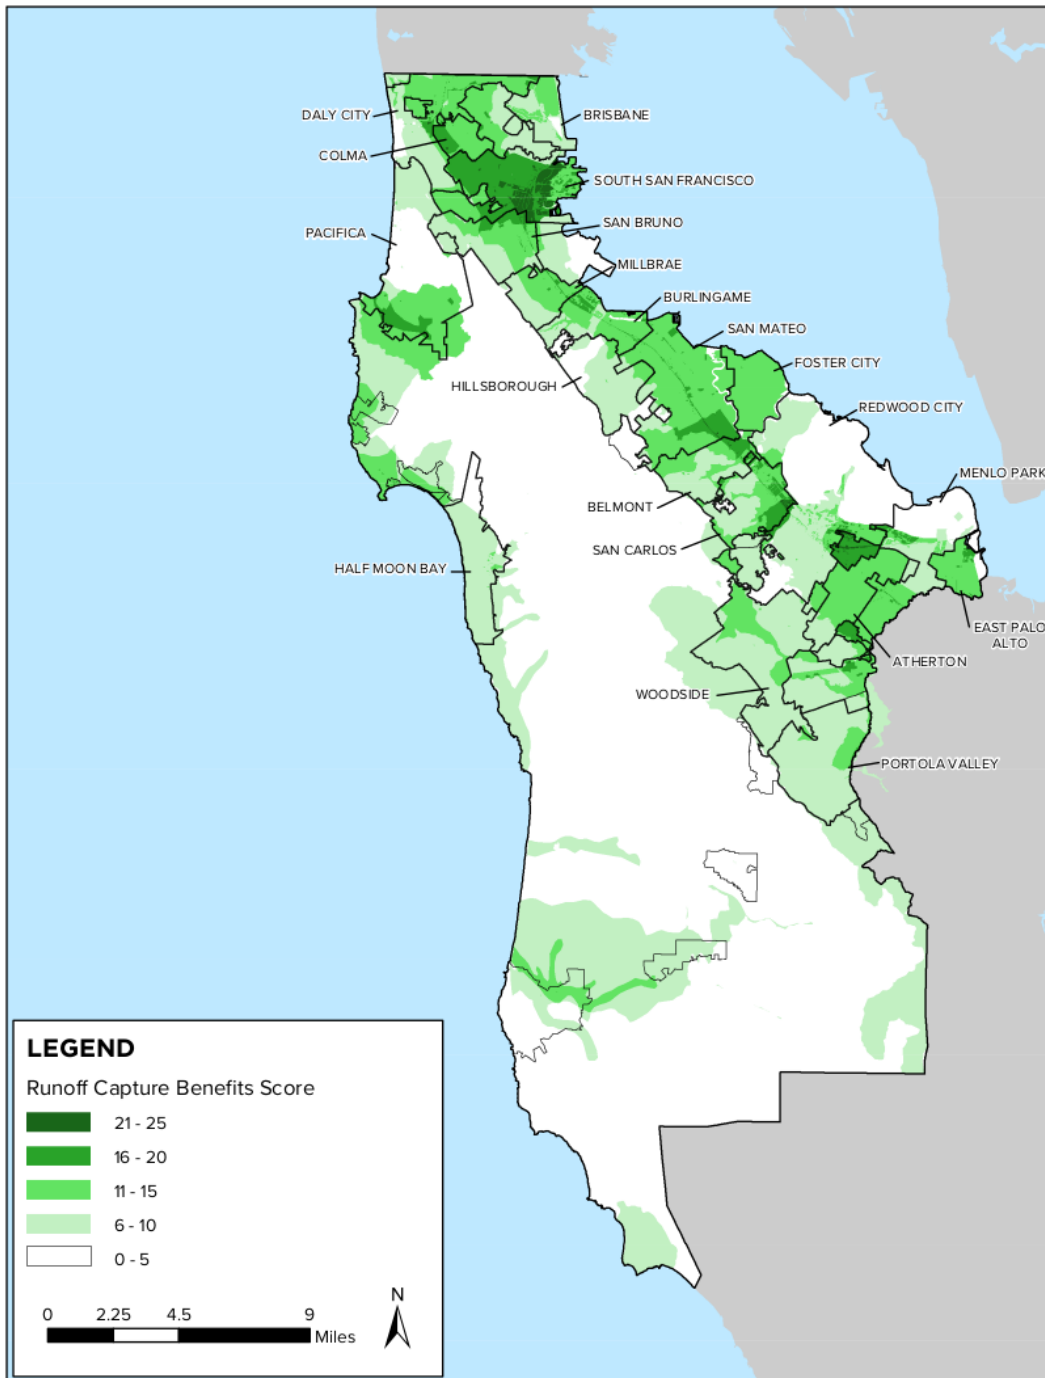 DALY CITY
BRISBANE
COLMA
SOUTH SAN FRANCISCO
SAN BRUNO
PACIFICA
MILLBRAE
BURLINGAME
SAN MATEO
FOSTER CITY
HILLSBOROUGH
REDWOOD CITY
MENLO PARK
BELMONT
SAN CARLOS
HALF MOON BAY
EAST PALO
ALTO
ATHERTON
WOODSIDE
PORTOLA VALLEY
LEGEND
Runoff Capture Benefits Score
21 - 25
16 - 20
11 - 15
6 - 10
0 - 5
N
0 2.25 4.5 9
Miles